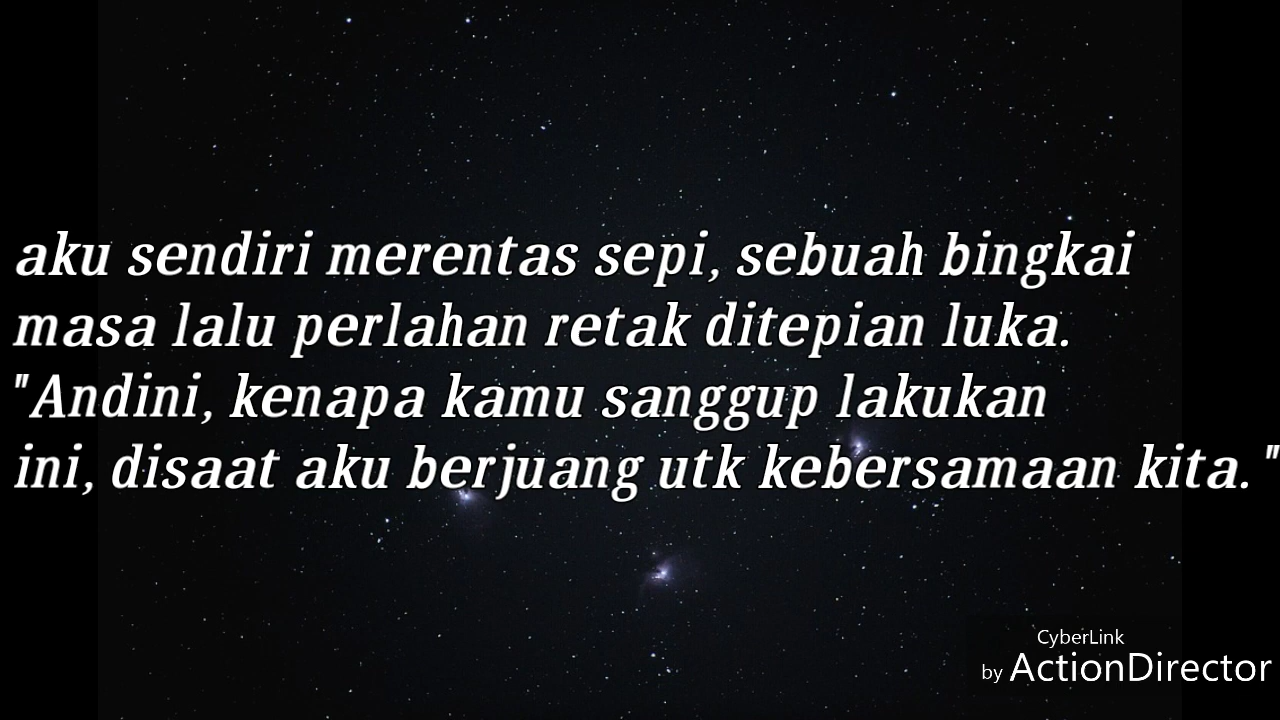 aku sendiri merentas sepi, sebuah bingkai
masa lalu perlahan retak ditepian luka.
"Andini, kenapa kamu sanggup lakukan
ini, disaat aku berjuang utk kebersamaan kita."
CyberLink
by ActionDirector